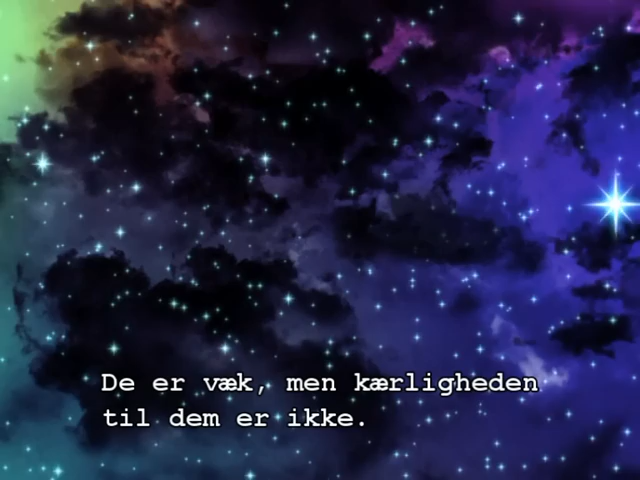 De er væk, men kærligheden
til dem er ikke.